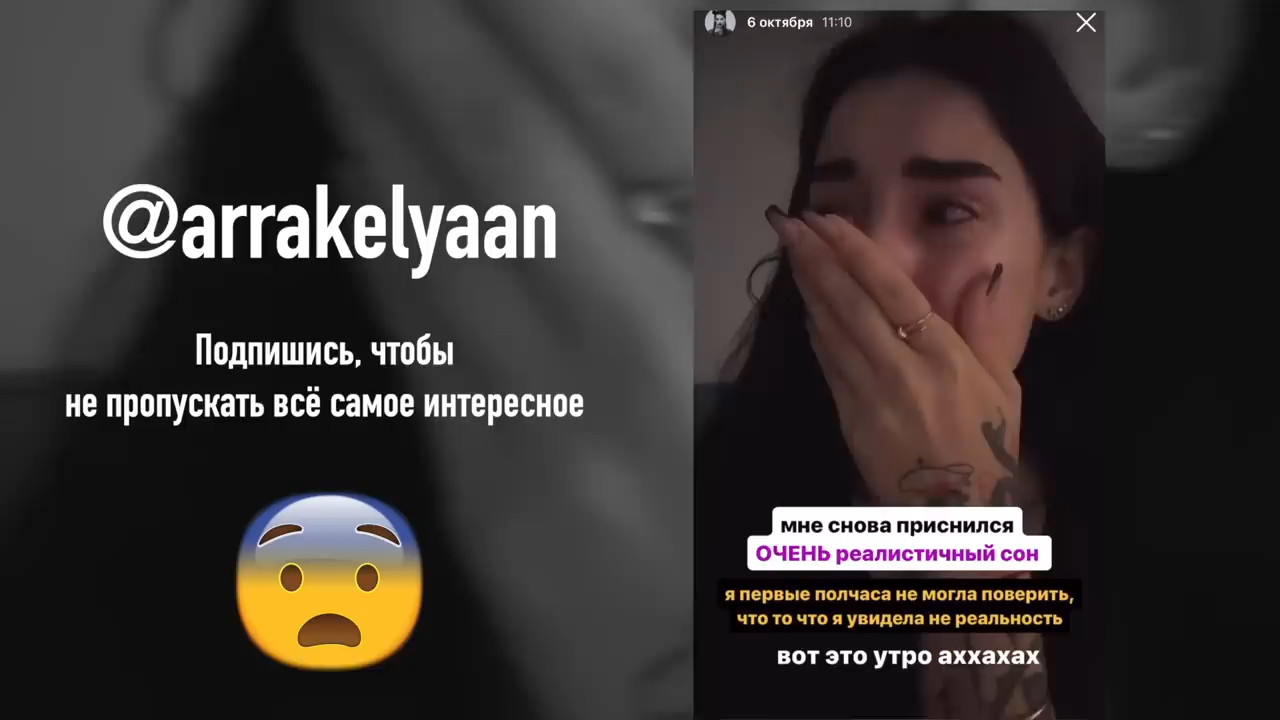 @arrakelyaan
Подпишись, чтобы
не пропускать всё самое интересное
6 октября 11:10
мне снова приснился
ОЧЕНЬ реалистичный сон
я первые полчаса не могла поверить,
что то что я увидела не реальность
вот это утро аххахах